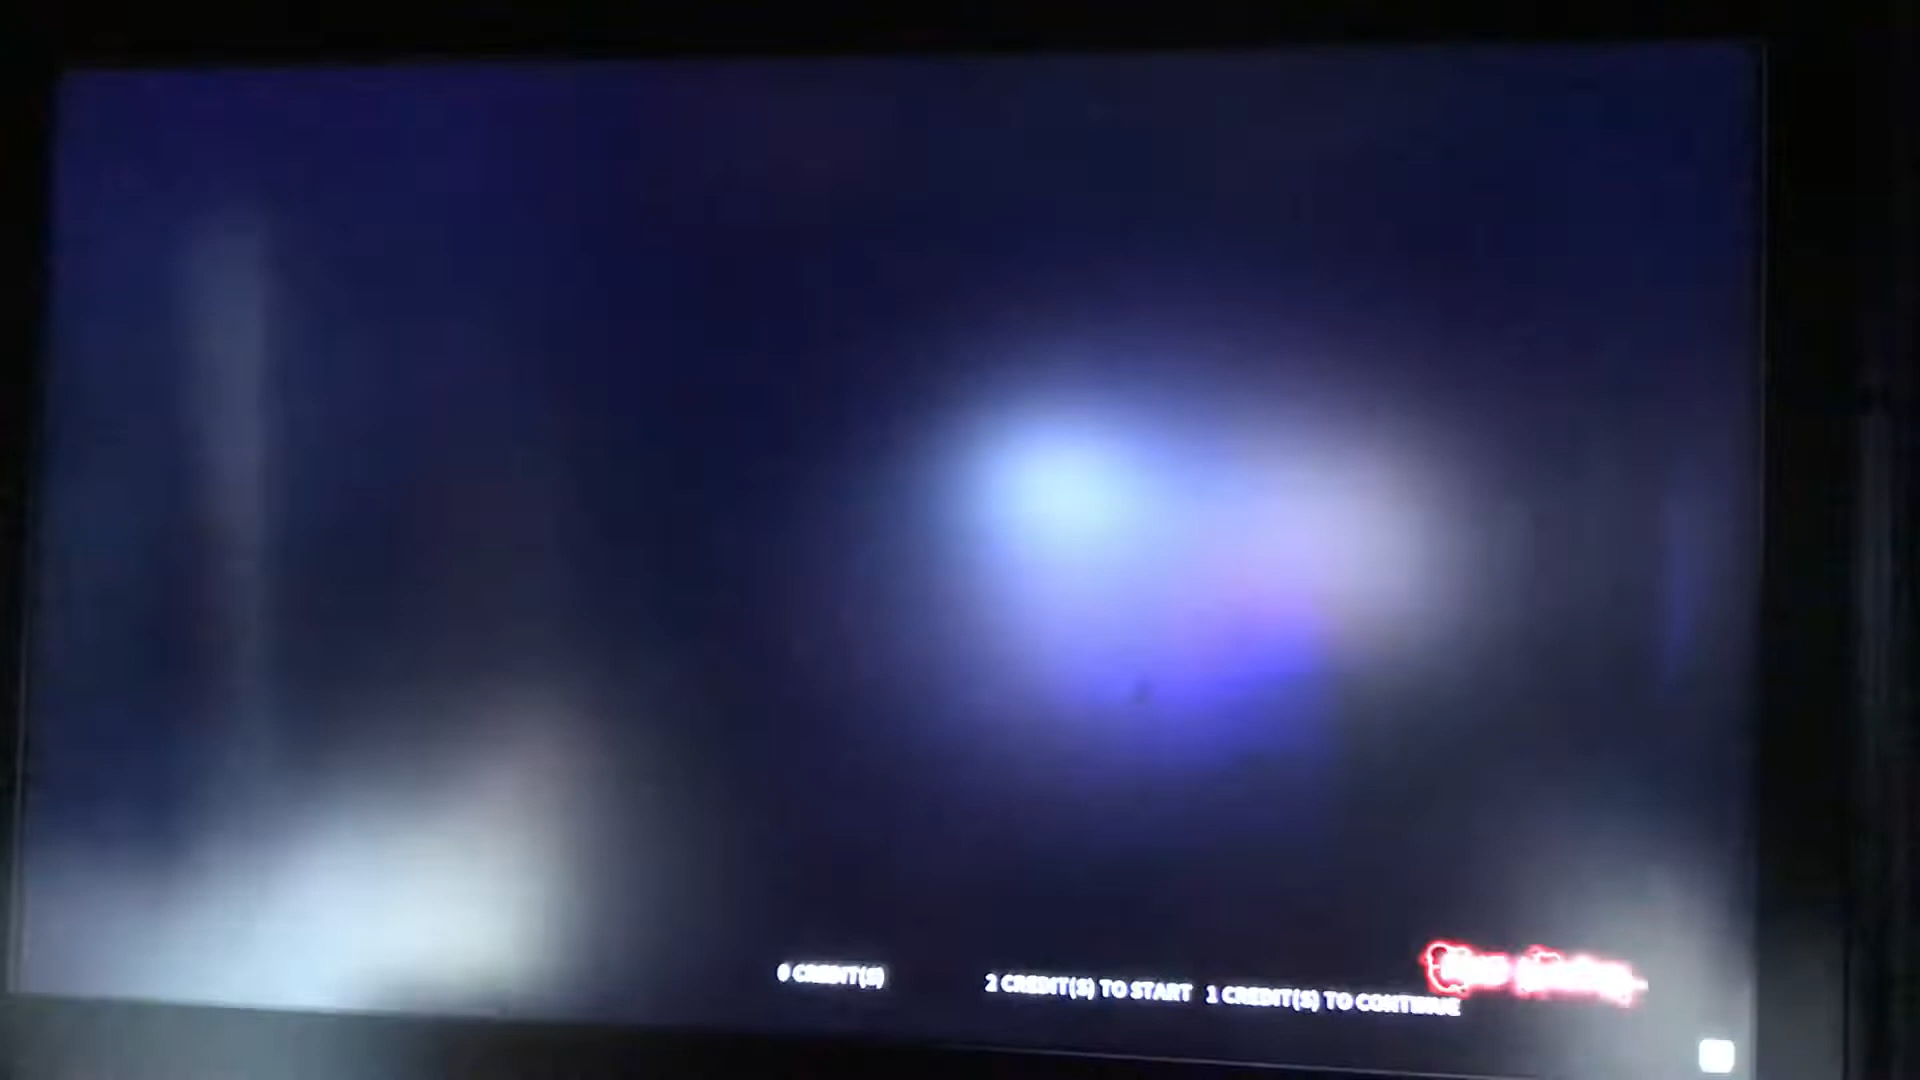 0 CREDIT(S)
2 CREDIT(S) TO START 1 CREDIT(S) TO CONTINUE